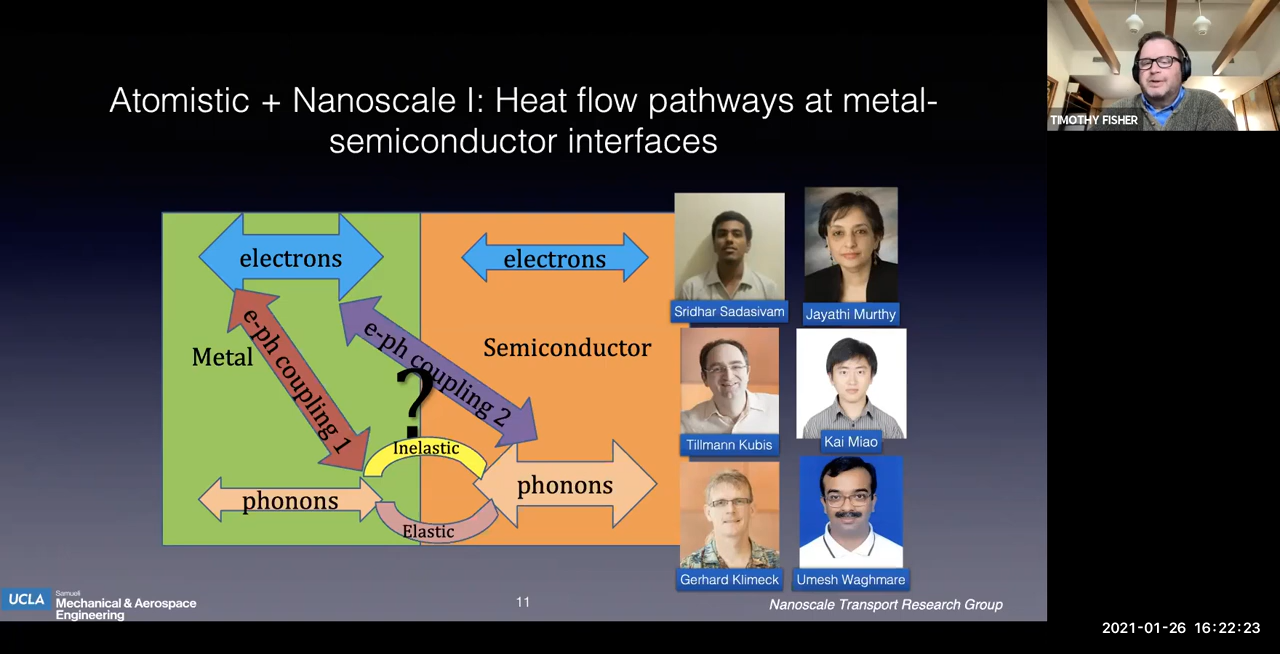 TIMOTHY FISHER
Atomistic + Nanoscale I: Heat flow pathways at metal-
semiconductor interfaces
electrons
electrons
e-ph coupling 1
e-ph coupling 2
Metal
Semiconductor
?
Inelastic
phonons
phonons
Elastic
Sridhar Sadasivam
Jayathi Murthy
Tillmann Kubis
Kai Miao
Gerhard Klimeck
Umesh Waghmare
UCLA
Samueli
Mechanical & Aerospace
Engineering
11
Nanoscale Transport Research Group
2021-01-26 16:22:23